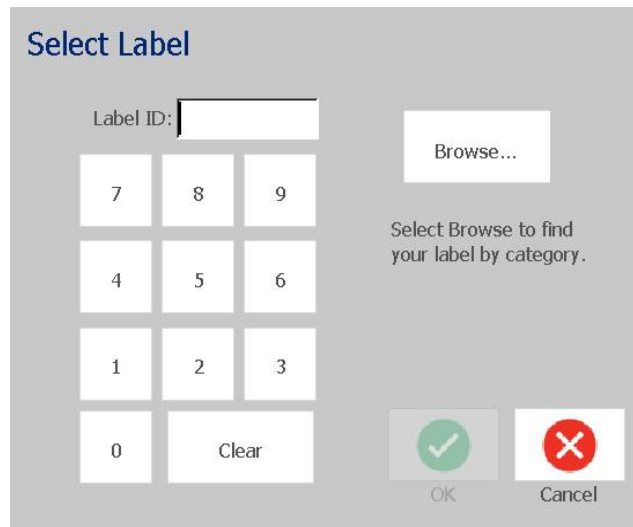 Select Label
Label ID:
Browse...
7 8 9
Select Browse to find
your label by category.
4 5 6
1 2 3
0 Clear
OK Cancel